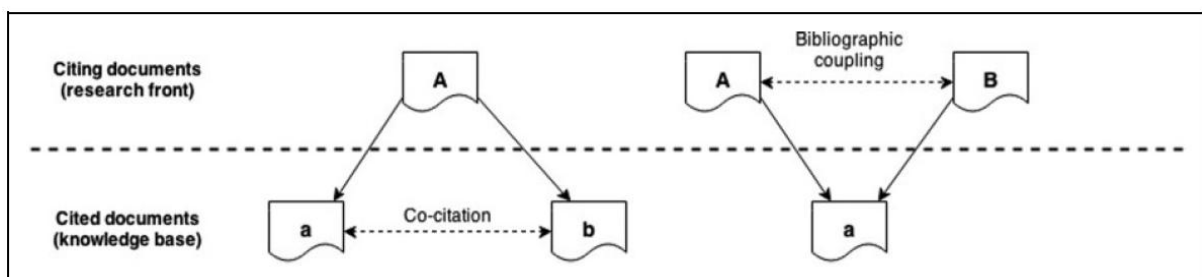 Citing documents
(research front)
A
A
Bibliographic
coupling
B
Cited documents
(knowledge base)
a
Co-citation
b
a